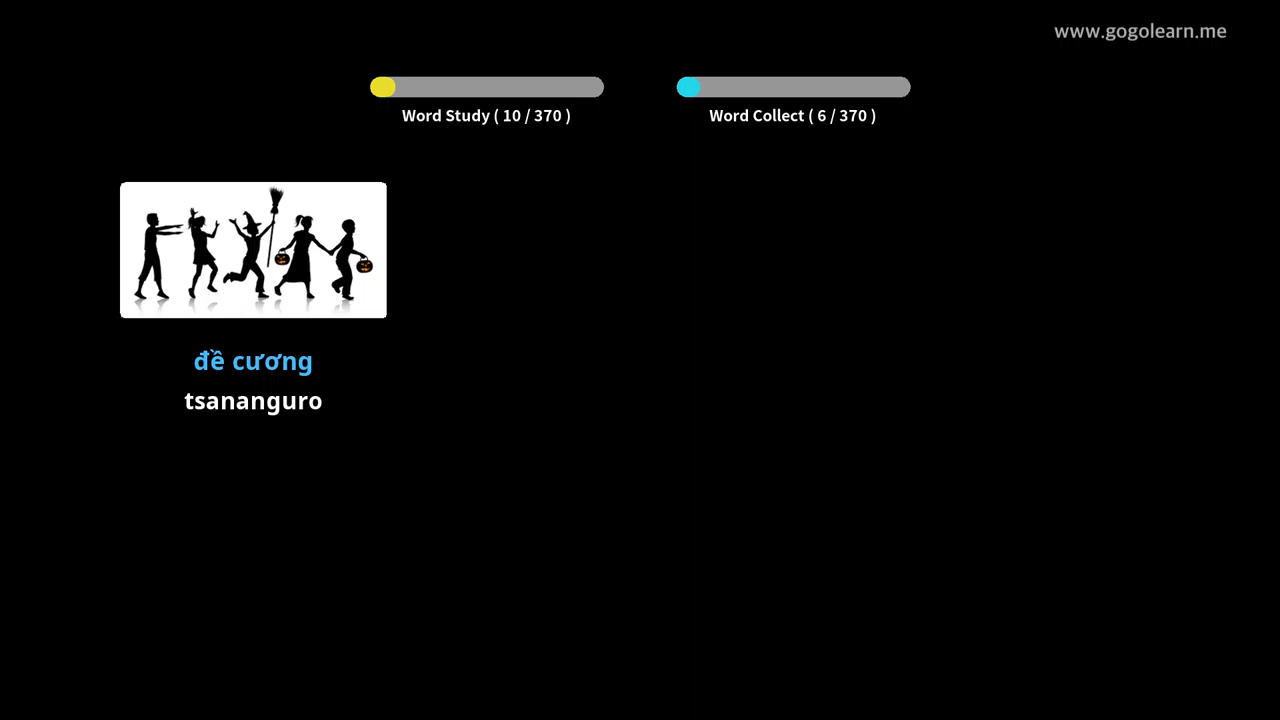 www.gogolearn.me
Word Study ( 10 / 370 )
Word Collect ( 6 / 370 )
đề cương
tsananguro